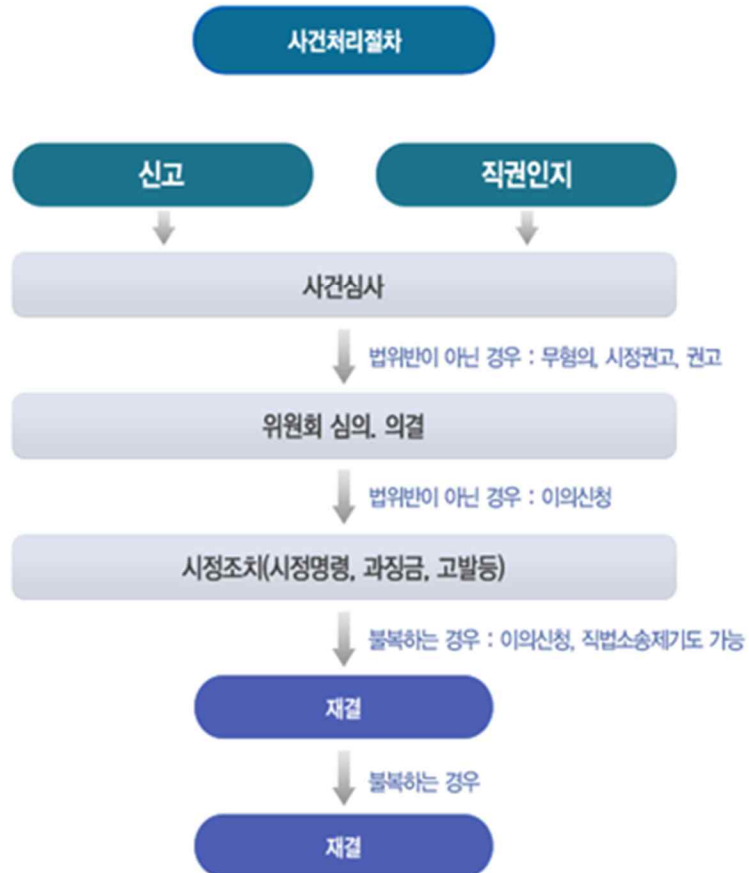 사건처리절차
신고
직권인지
사건심사
법위반이 아닌 경우 : 무혐의, 시정권고, 권고
위원회 심의. 의결
법위반이 아닌 경우 : 이의신청
시정조치(시정명령, 과징금, 고발등)
불복하는 경우 : 이의신청, 직법소송제기도 가능
재결
불복하는 경우
재결